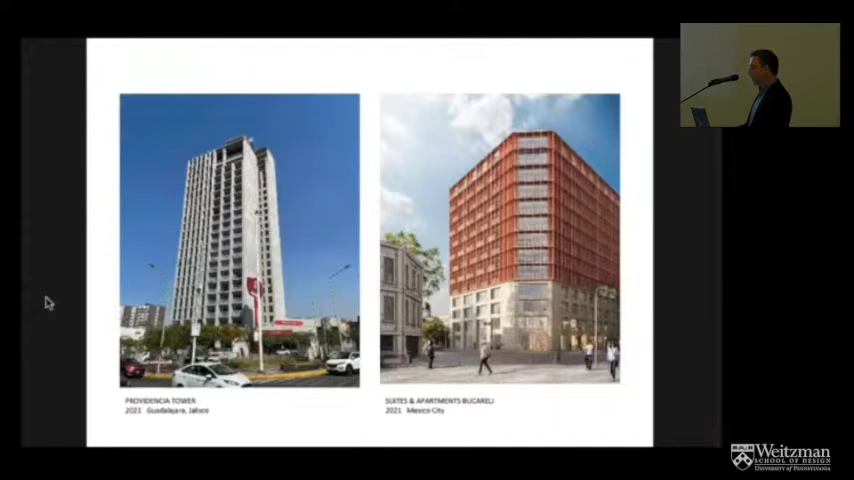 PROVIDENCIA TOWER
2021 Guadalajara, Jalisco
SUITES & APARTMENTS BUCARELI
2021 Mexico City
Weitzman
SCHOOL OF DESIGN
UNIVERSITY of PENNSYLVANIA